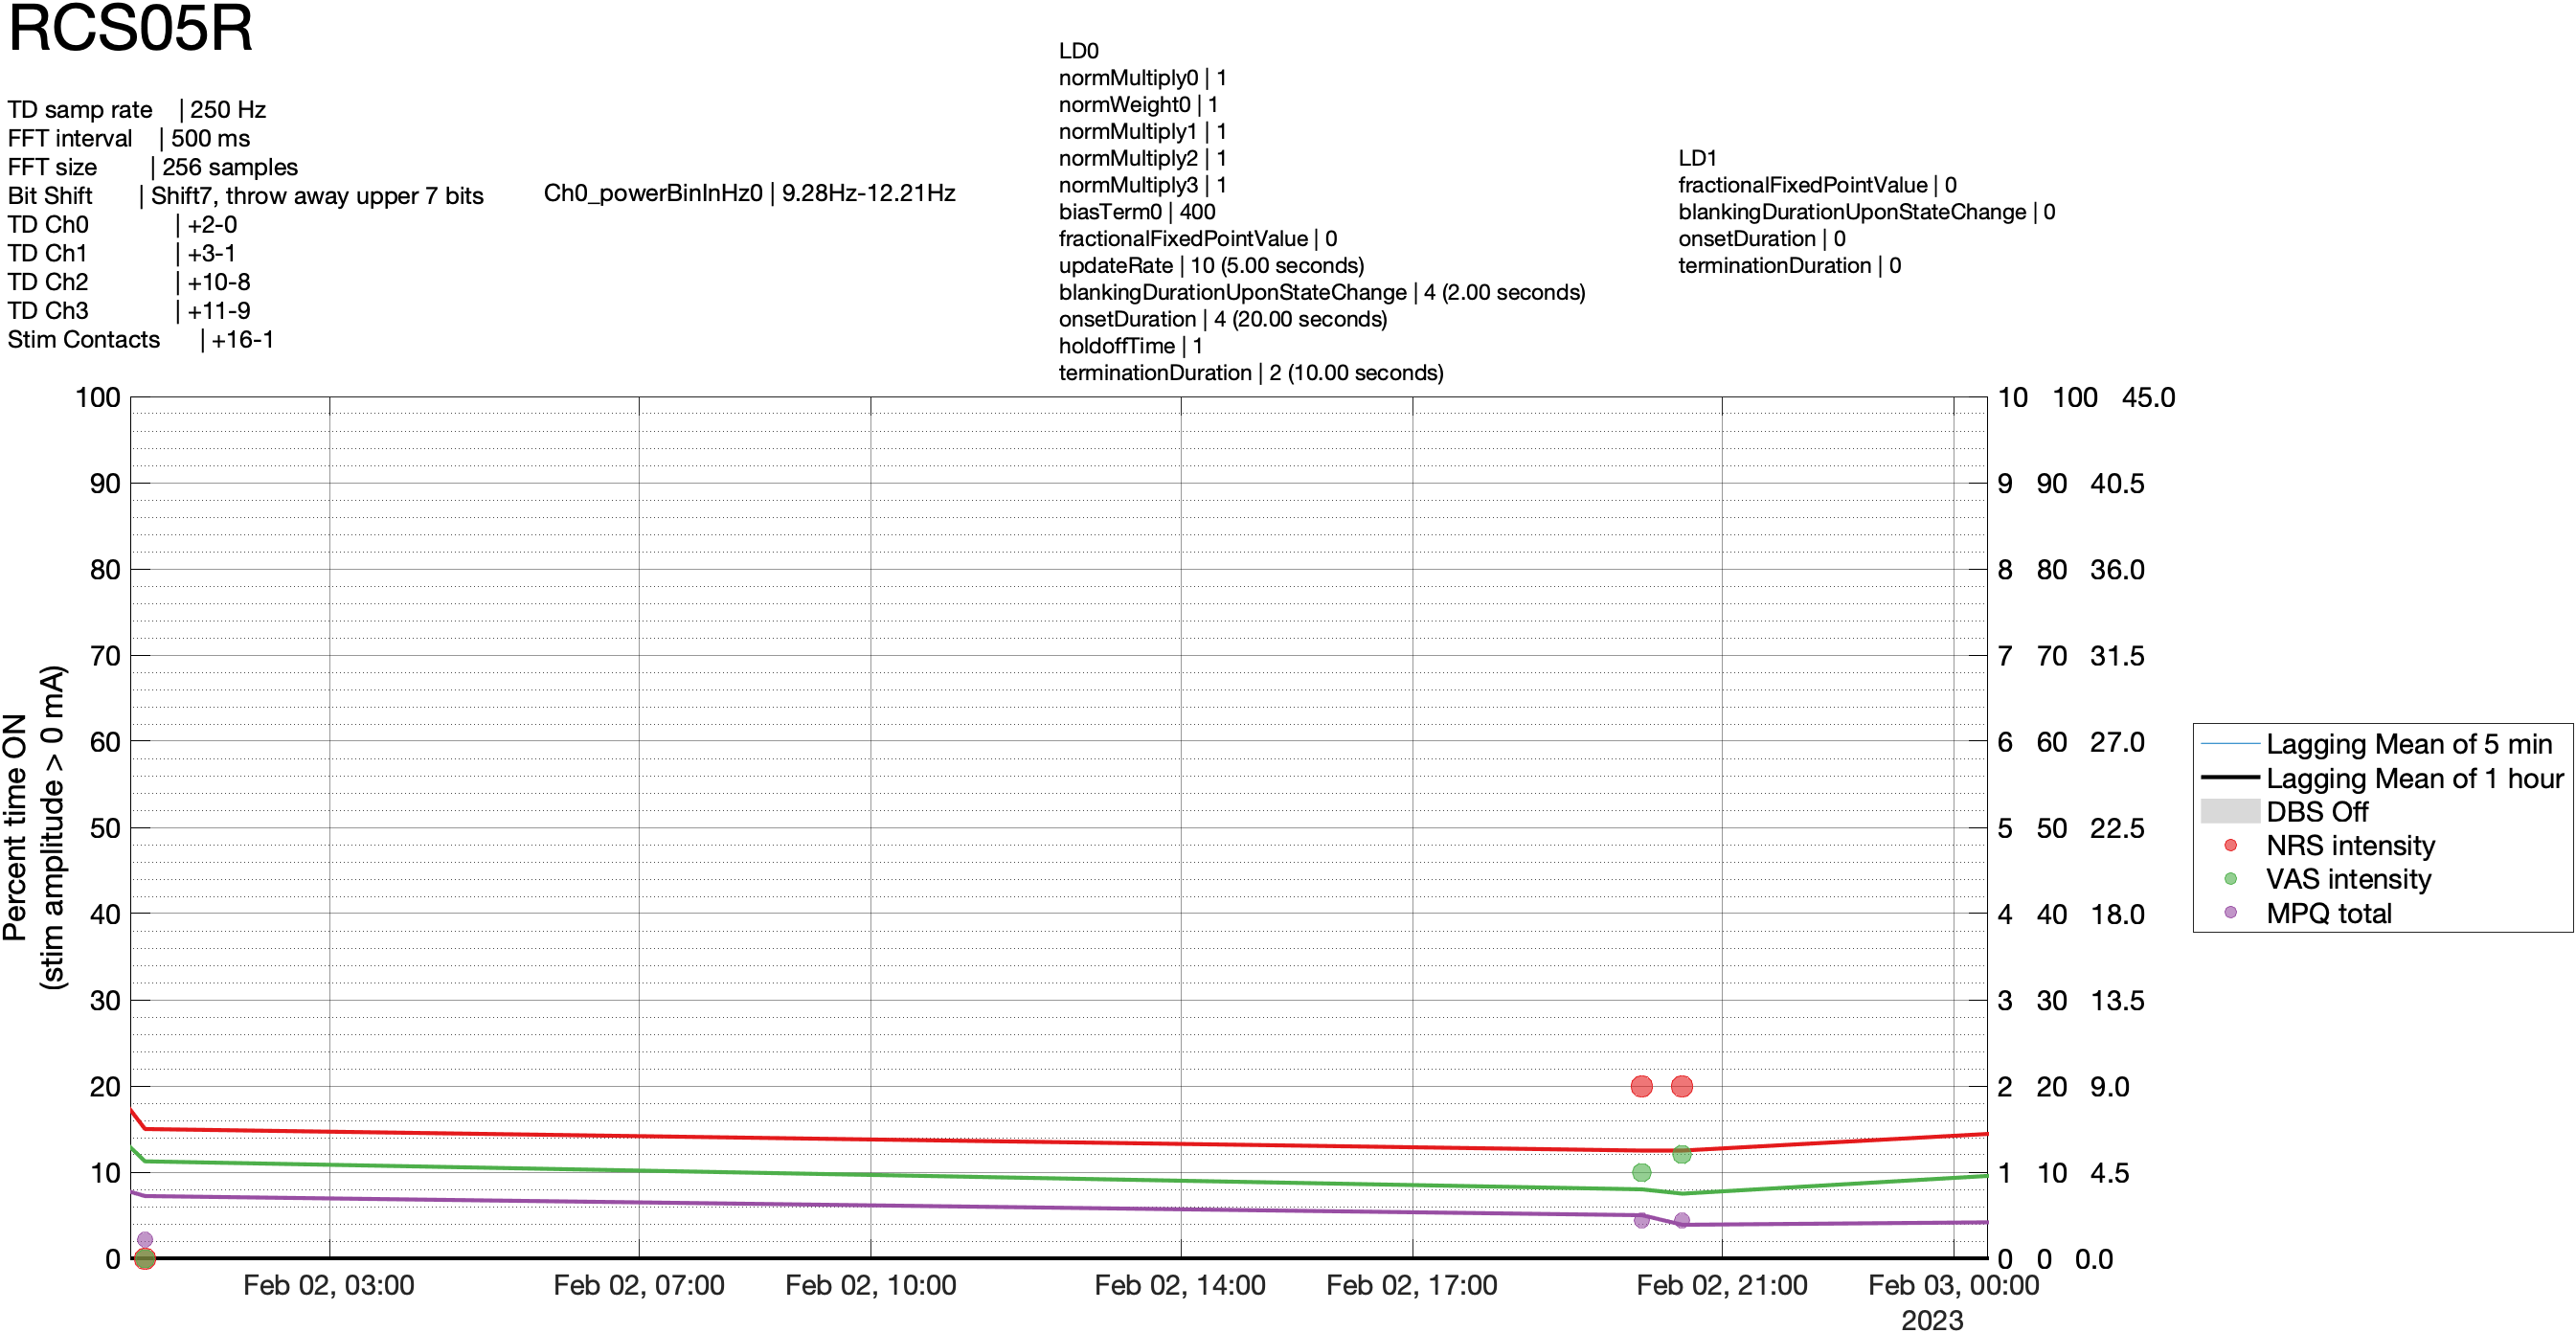 RCS05R
TD samp rate | 250 Hz
FFT interval | 500 ms
FFT size | 256 samples
Bit Shift | Shift7, throw away upper 7 bits
TD Ch0 | +2-0
TD Ch1 | +3-1
TD Ch2 | +10-8
TD Ch3 | +11-9
Stim Contacts | +16-1
Ch0_powerBinInHz0 | 9.28Hz-12.21Hz
LD0
normMultiply0 | 1
normWeight0 | 1
normMultiply1 | 1
normMultiply2 | 1
normMultiply3 | 1
biasTerm0 | 400
fractionalFixedPointValue | 0
updateRate | 10 (5.00 seconds)
blankingDurationUponStateChange | 4 (2.00 seconds)
onsetDuration | 4 (20.00 seconds)
holdoffTime | 1
terminationDuration | 2 (10.00 seconds)
LD1
fractionalFixedPointValue | 0
blankingDurationUponStateChange | 0
onsetDuration | 0
terminationDuration | 0
Percent time ON
(stim amplitude > 0 mA)
100
90
80
70
60
50
40
30
20
10
0
10 100 45.0
9 90 40.5
8 80 36.0
7 70 31.5
6 60 27.0
5 50 22.5
4 40 18.0
3 30 13.5
2 20 9.0
1 10 4.5
0 0 0.0
Feb 02, 03:00
Feb 02, 07:00
Feb 02, 10:00
Feb 02, 14:00
Feb 02, 17:00
Feb 02, 21:00
Feb 03, 00:00
2023
Lagging Mean of 5 min
Lagging Mean of 1 hour
DBS Off
NRS intensity
VAS intensity
MPQ total